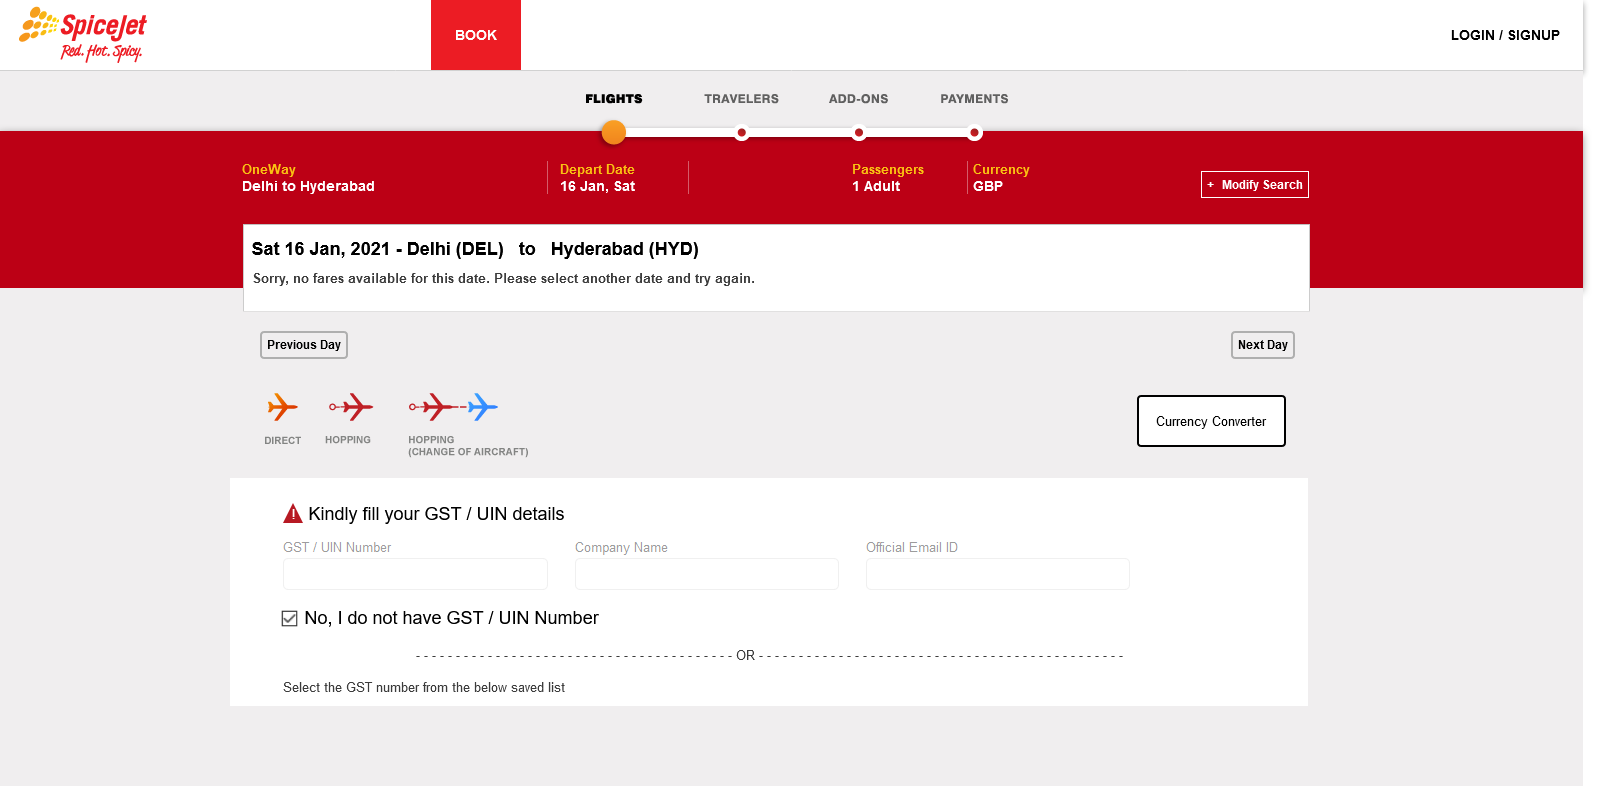 SpiceJet
Red. Hot. Spicy.
BOOK
LOGIN / SIGNUP
FLIGHTS TRAVELERS ADD-ONS PAYMENTS
OneWay Depart Date Passengers Currency
Delhi to Hyderabad 16 Jan, Sat 1 Adult GBP
+ Modify Search
Sat 16 Jan, 2021 - Delhi (DEL) to Hyderabad (HYD)
Sorry, no fares available for this date. Please select another date and try again.
Previous Day Next Day
DIRECT HOPPING HOPPING
(CHANGE OF AIRCRAFT)
Currency Converter
Kindly fill your GST / UIN details
GST / UIN Number Company Name Official Email ID
No, I do not have GST / UIN Number
- - - - - - - - - - - - - - - - - - - - - - - - - - - - - - - - - - - - - - - - OR - - - - - - - - - - - - - - - - - - - - - - - - - - - - - - - - - - - - - - - - - - - - - -
Select the GST number from the below saved list